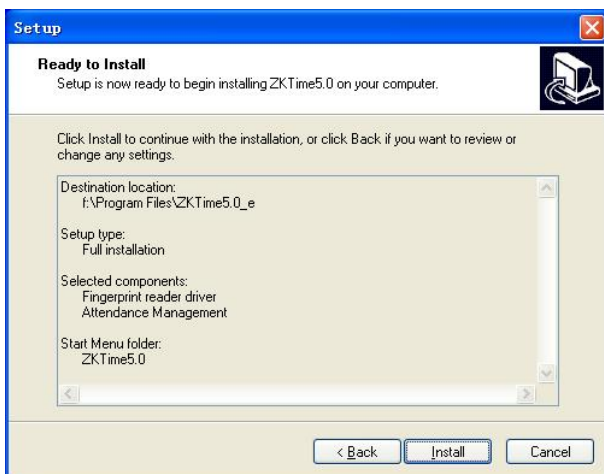 Setup
Ready to Install
Setup is now ready to begin installing ZKTime5.0 on your computer.
Click Install to continue with the installation, or click Back if you want to review or
change any settings.
Destination location:
f:\Program Files\ZKTime5.0_e
Setup type:
Full installation
Selected components:
Fingerprint reader driver
Attendance Management
Start Menu folder:
ZKTime5.0
< Back
Install
Cancel